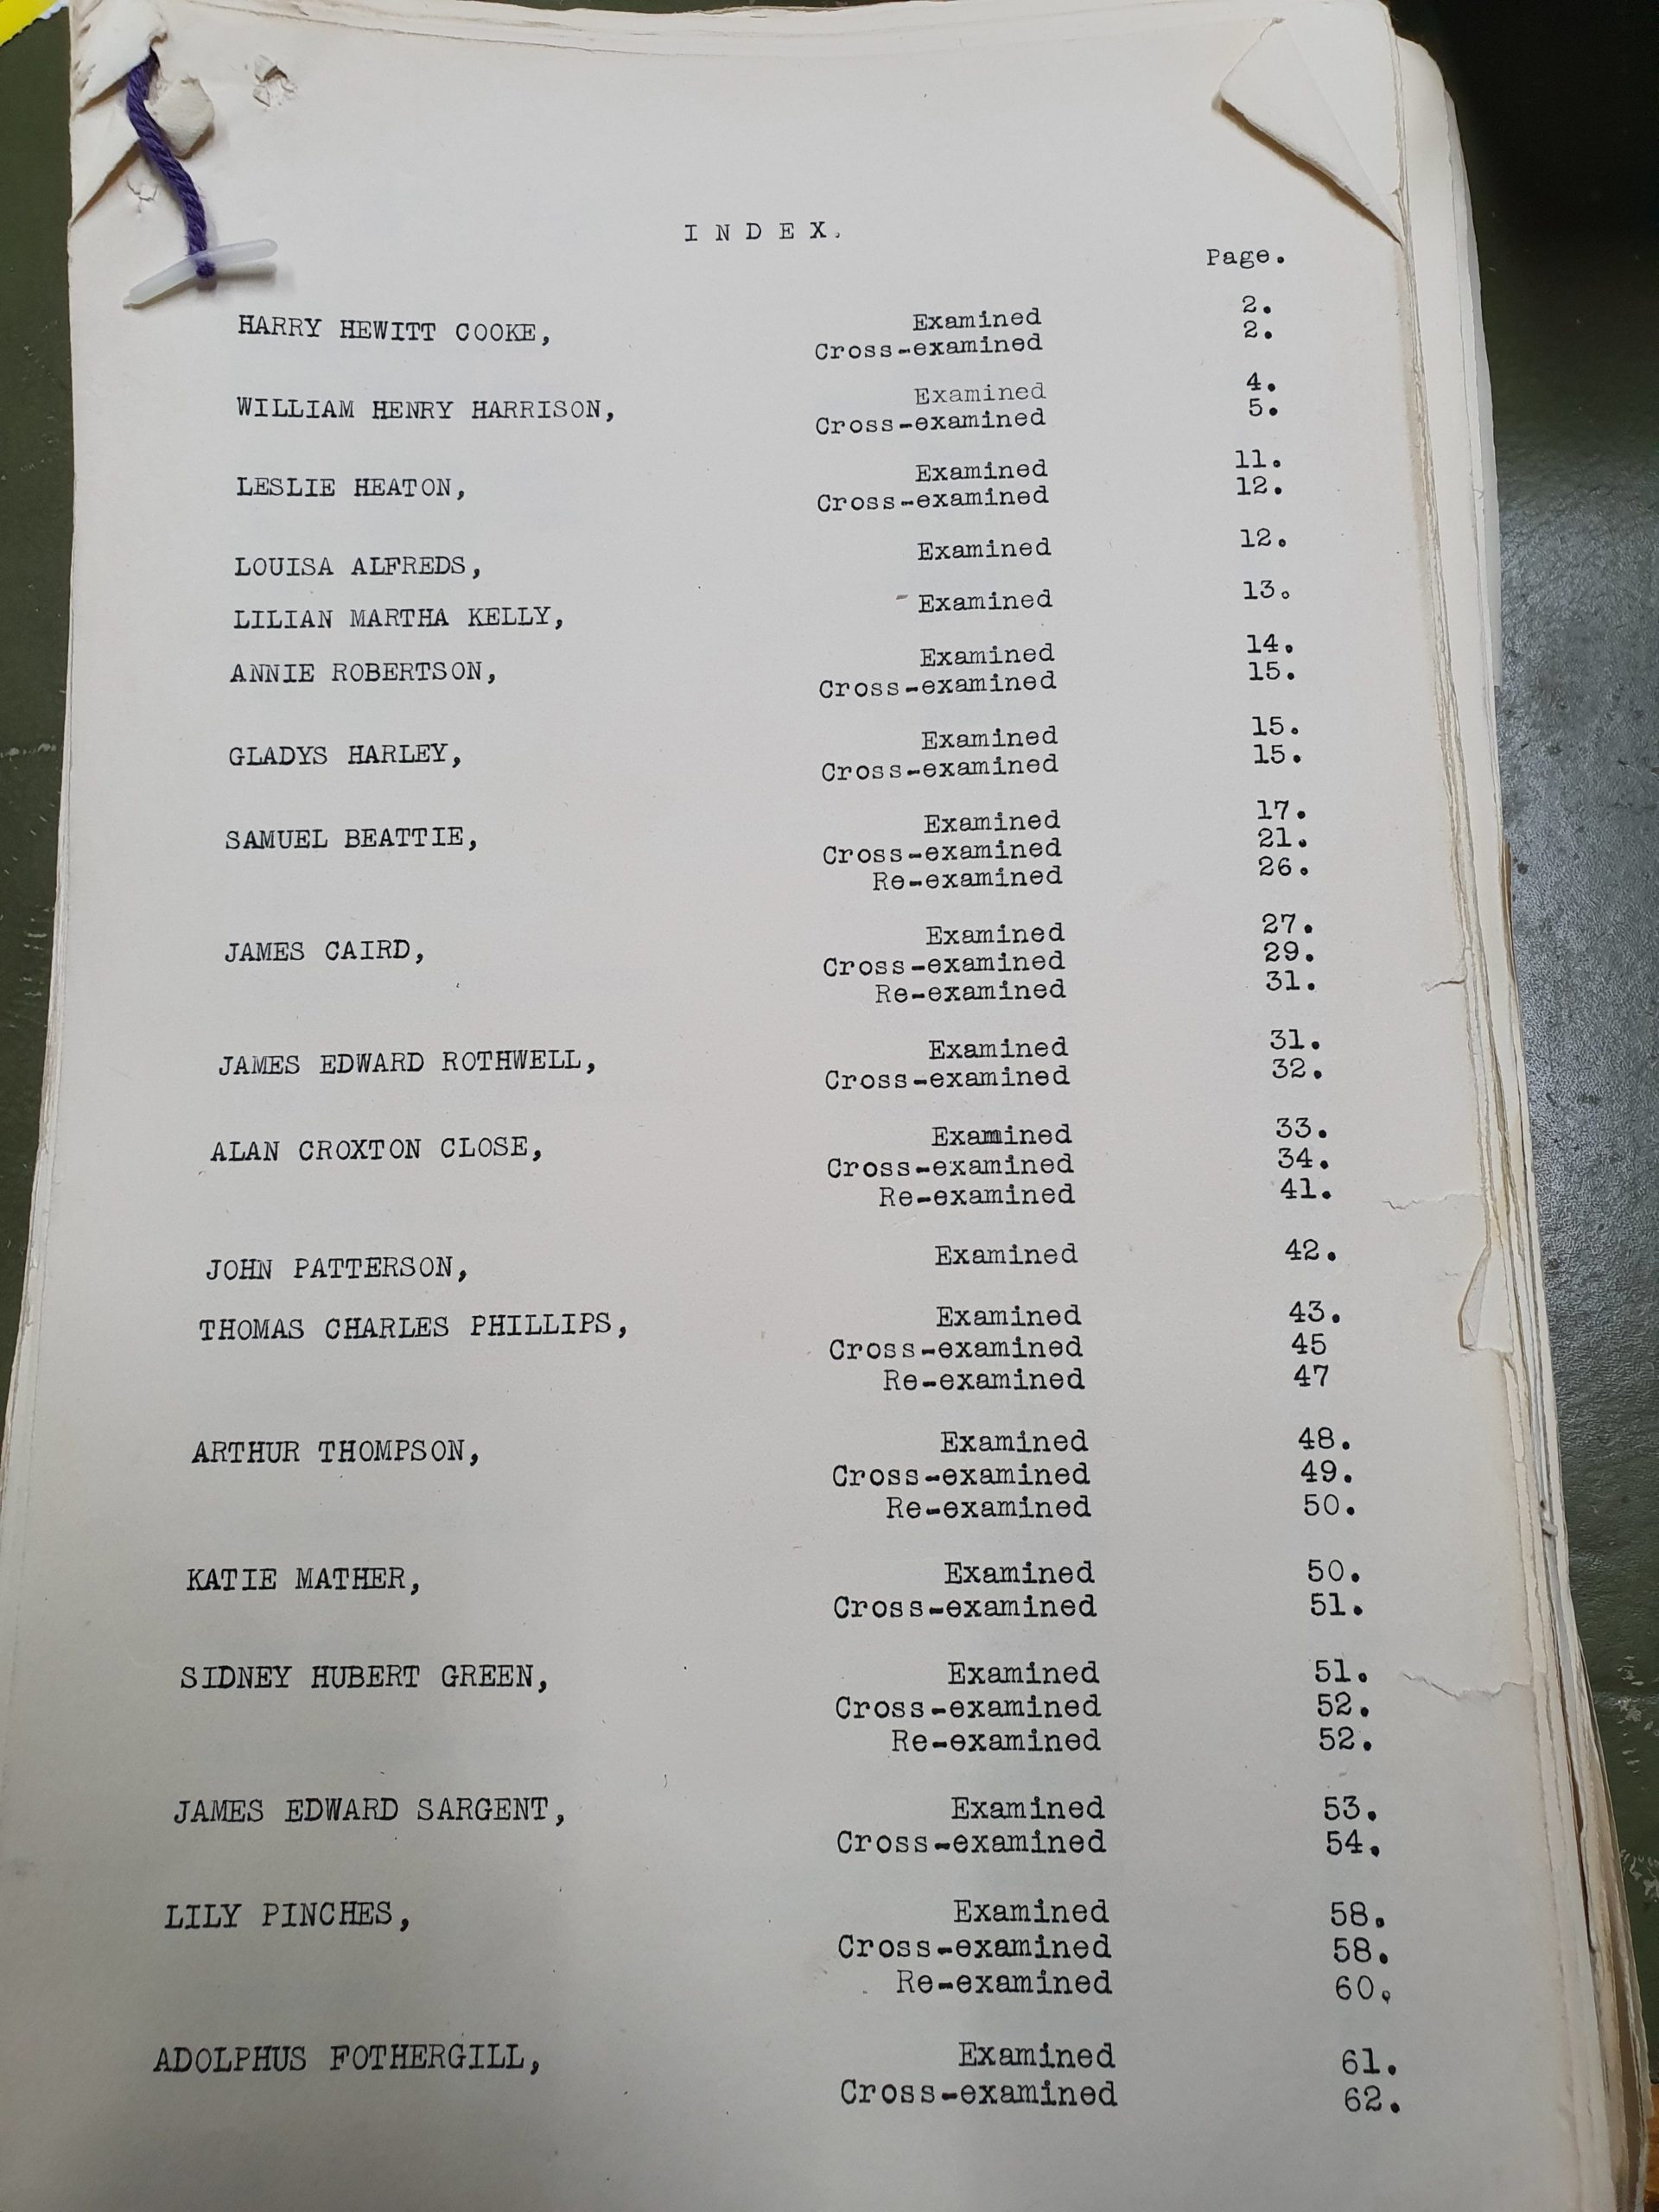 I N D E X.
Page.
HARRY HEWITT COOKE, Examined 2.
Cross-examined 2.
WILLIAM HENRY HARRISON, Examined 4.
Cross-examined 5.
LESLIE HEATON, Examined 11.
Cross-examined 12.
LOUISA ALFREDS, Examined 12.
LILIAN MARTHA KELLY, Examined 13.
ANNIE ROBERTSON, Examined 14.
Cross-examined 15.
GLADYS HARLEY, Examined 15.
Cross-examined 15.
SAMUEL BEATTIE, Examined 17.
Cross-examined 21.
Re-examined 26.
JAMES CAIRD, Examined 27.
Cross-examined 29.
Re-examined 31.
JAMES EDWARD ROTHWELL, Examined 31.
Cross-examined 32.
ALAN CROXTON CLOSE, Examined 33.
Cross-examined 34.
Re-examined 41.
JOHN PATTERSON, Examined 42.
THOMAS CHARLES PHILLIPS, Examined 43.
Cross-examined 45
Re-examined 47
ARTHUR THOMPSON, Examined 48.
Cross-examined 49.
Re-examined 50.
KATIE MATHER, Examined 50.
Cross-examined 51.
SIDNEY HUBERT GREEN, Examined 51.
Cross-examined 52.
Re-examined 52.
JAMES EDWARD SARGENT, Examined 53.
Cross-examined 54.
LILY PINCHES, Examined 58.
Cross-examined 58.
Re-examined 60.
ADOLPHUS FOTHERGILL, Examined 61.
Cross-examined 62.